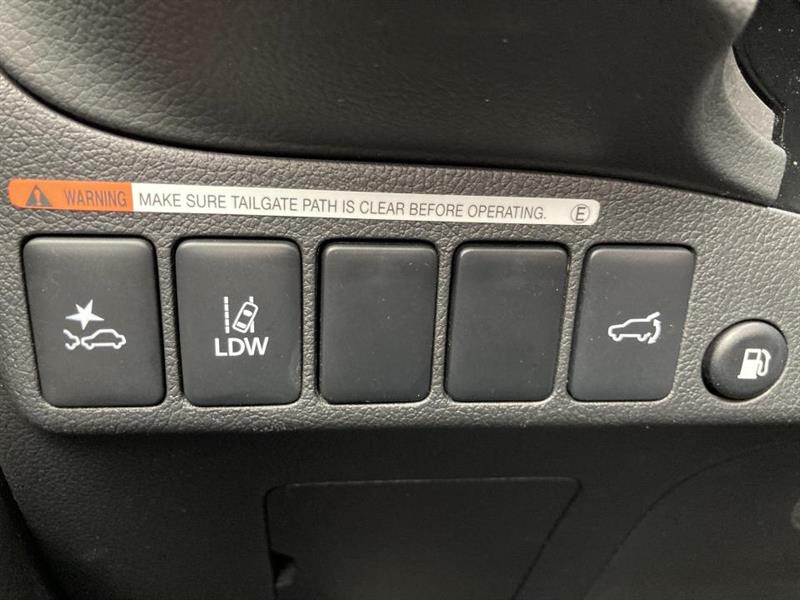 WARNING MAKE SURE TAILGATE PATH IS CLEAR BEFORE OPERATING. E
LDW